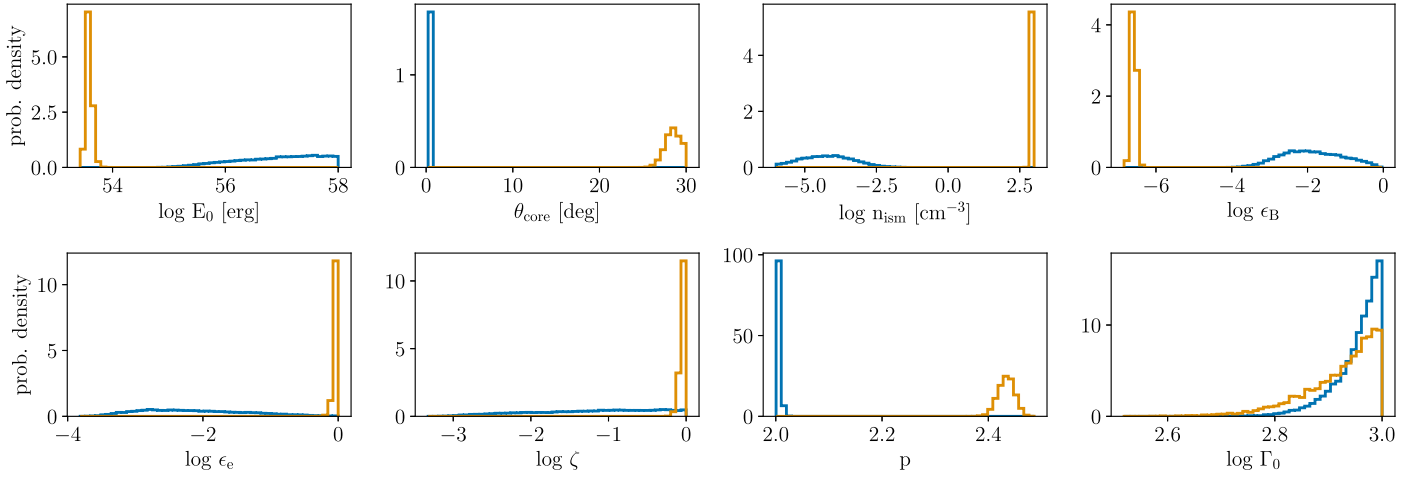 prob. density
7.5
5.0
2.5
0.0
54 56 58
log E₀ [erg]
1
0
0 10 20 30
θ_core [deg]
4
2
0
−5.0 −2.5 0.0 2.5
log n_ism [cm⁻³]
4
2
0
−6 −4 −2 0
log ϵ_B
prob. density
10
5
0
−4 −2 0
log ϵ_e
10
5
0
−3 −2 −1 0
log ζ
100
50
0
2.0 2.2 2.4
p
10
0
2.6 2.8 3.0
log Γ₀